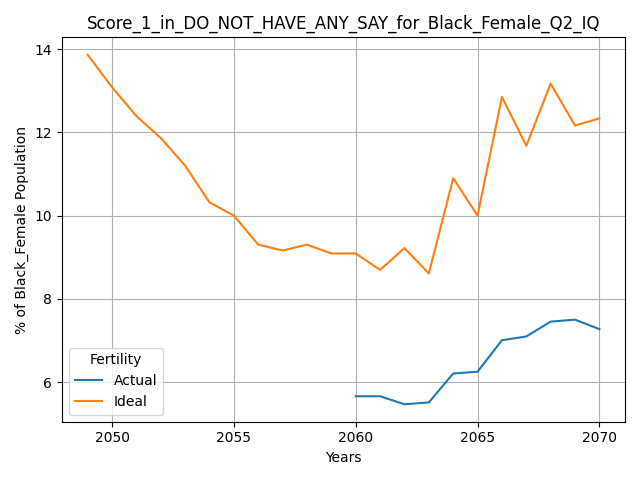 Score_1_in_DO_NOT_HAVE_ANY_SAY_for_Black_Female_Q2_IQ
14
12
10
8
6
% of Black_Female Population
Fertility
Actual
Ideal
2050
2055
2060
2065
2070
Years